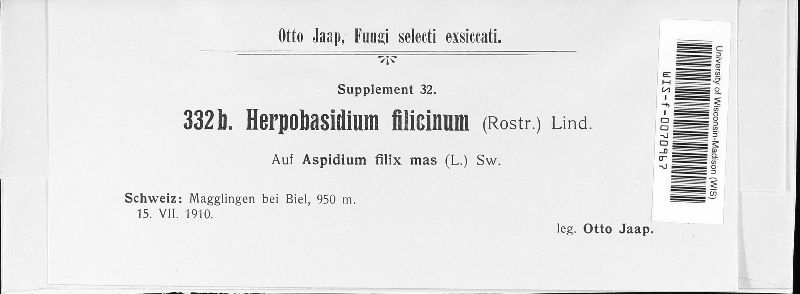 Otto Jaap, Fungi selecti exsiccati.
Supplement 32.
332 b. Herpobasidium filicinum (Rostr.) Lind.
Auf Aspidium filix mas (L.) Sw.
Schweiz: Magglingen bei Biel, 950 m.
15. VII. 1910.
leg. Otto Jaap.
University of Wisconsin-Madison (WIS)
WIS-f-0070967